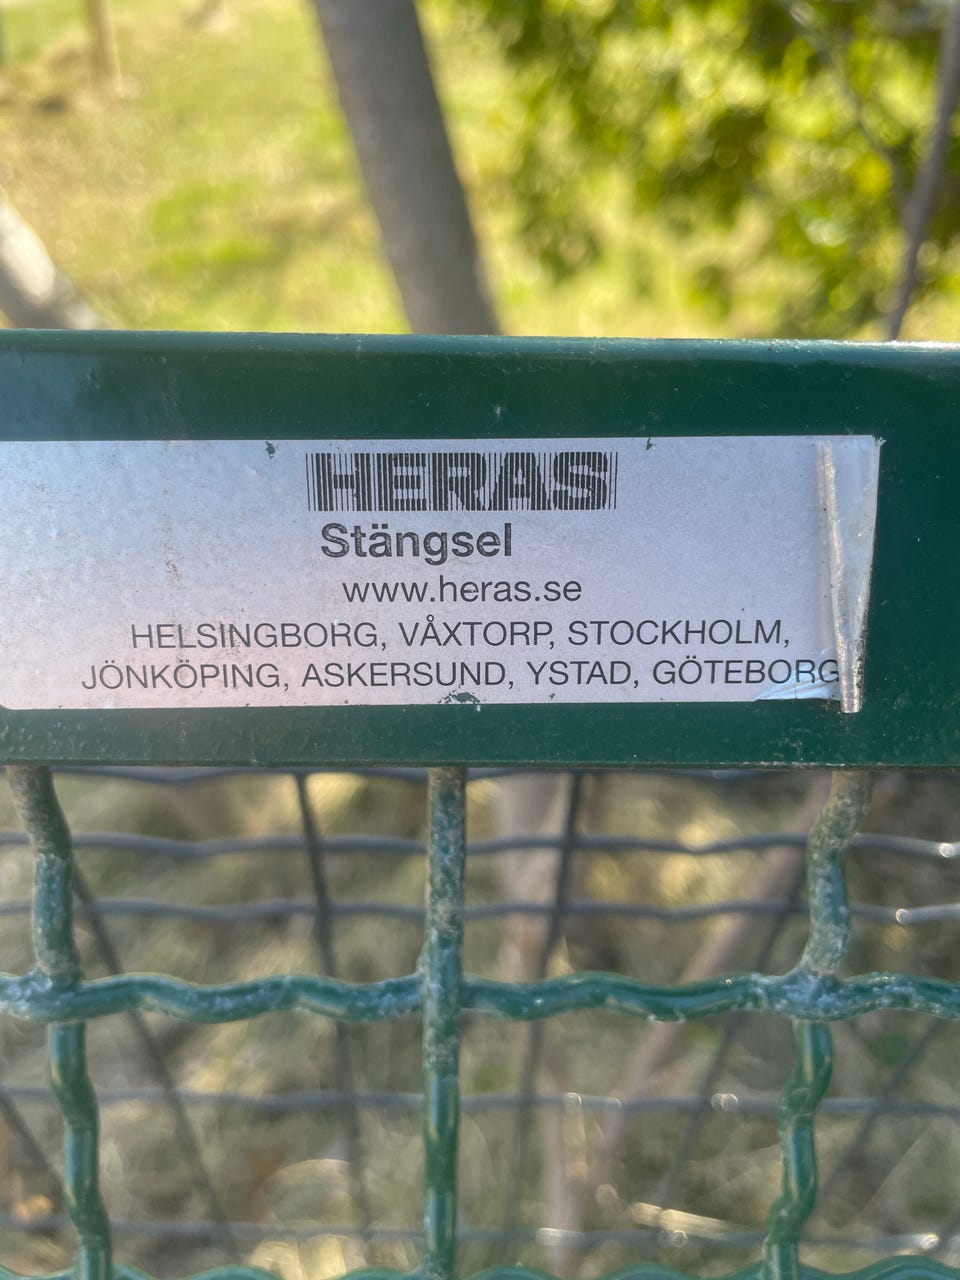 HERAS
Stängsel
www.heras.se
HELSINGBORG, VÅXTORP, STOCKHOLM,
JÖNKÖPING, ASKERSUND, YSTAD, GÖTEBORG